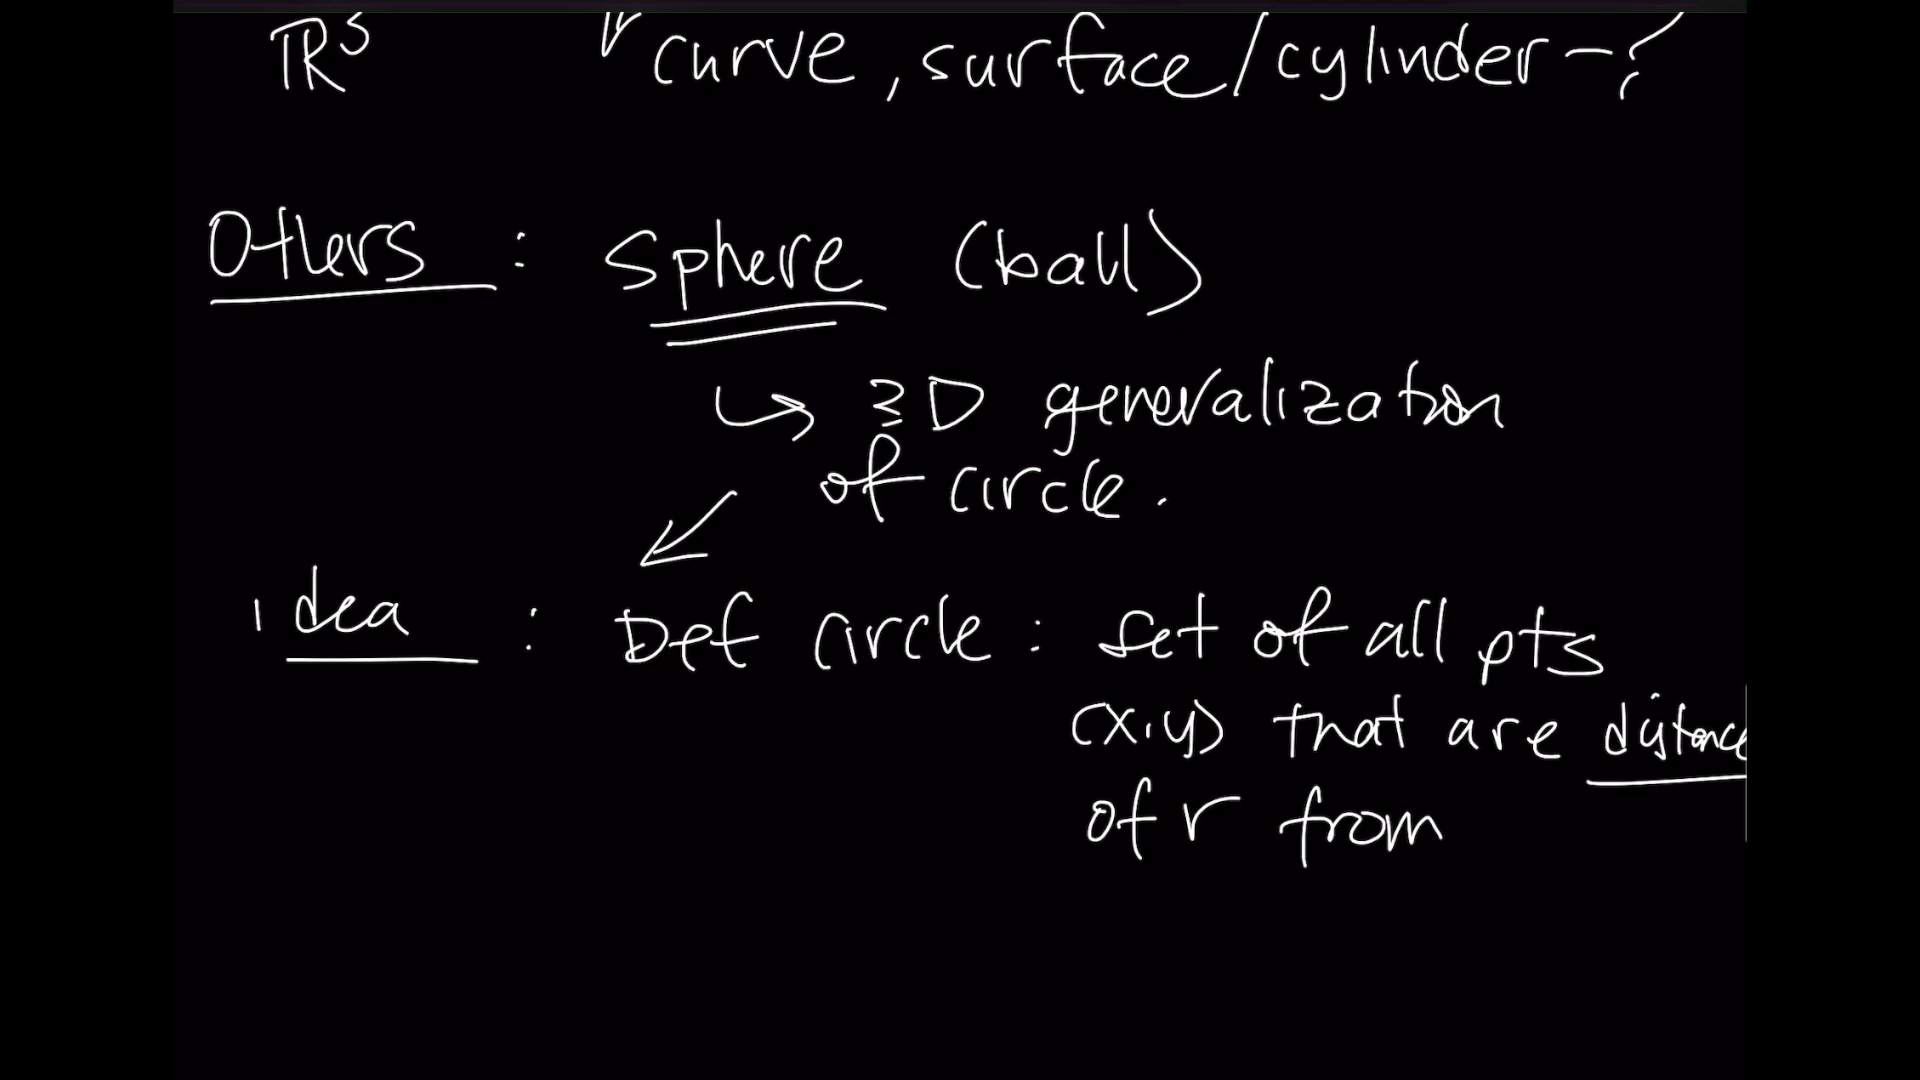 IR³ curve, surface/cylinder - ?
Others : Sphere (ball)
↪ 3D generalization
of circle.
idea : Def circle : set of all pts
(x,y) that are distance
of r from